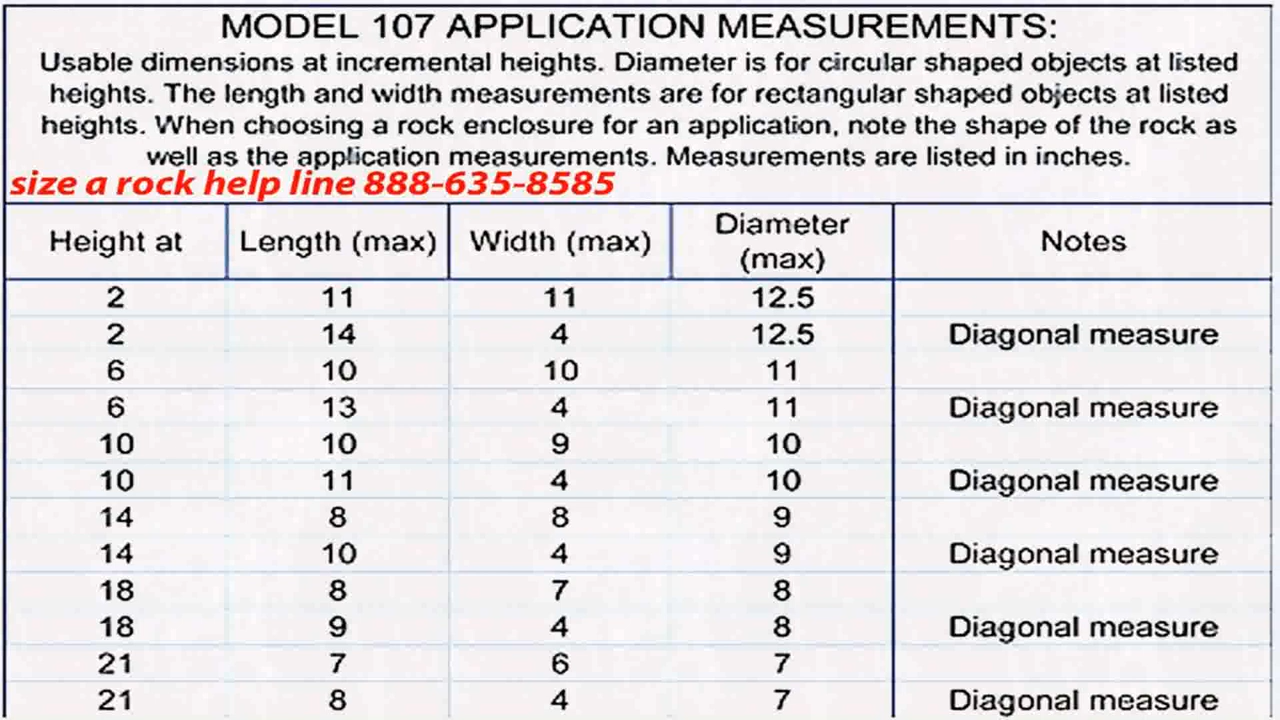 MODEL 107 APPLICATION MEASUREMENTS:
Usable dimensions at incremental heights. Diameter is for circular shaped objects at listed
heights. The length and width measurements are for rectangular shaped objects at listed
heights. When choosing a rock enclosure for an application, note the shape of the rock as
well as the application measurements. Measurements are listed in inches.
size a rock help line 888-635-8585
Height at Length (max) Width (max) Diameter (max) Notes
2 11 11 12.5
2 14 4 12.5 Diagonal measure
6 10 10 11
6 13 4 11 Diagonal measure
10 10 9 10
10 11 4 10 Diagonal measure
14 8 8 9
14 10 4 9 Diagonal measure
18 8 7 8
18 9 4 8 Diagonal measure
21 7 6 7
21 8 4 7 Diagonal measure